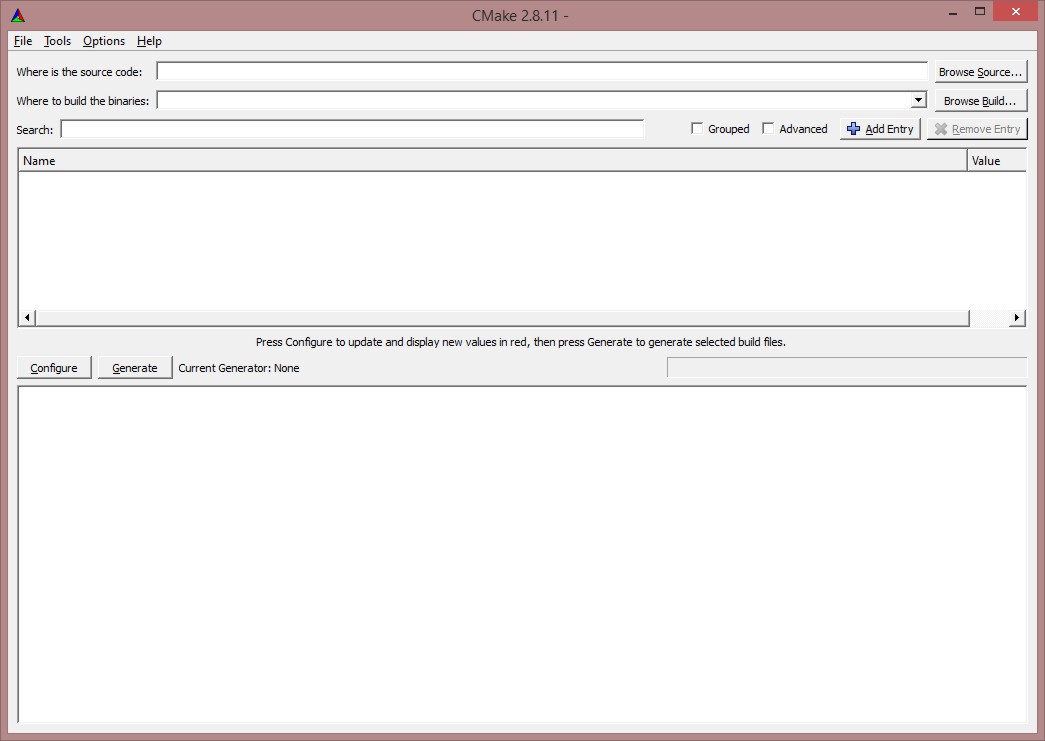 CMake 2.8.11 -
File Tools Options Help
Where is the source code: Browse Source...
Where to build the binaries: Browse Build...
Search: Grouped Advanced Add Entry Remove Entry
Name Value
Press Configure to update and display new values in red, then press Generate to generate selected build files.
Configure Generate Current Generator: None